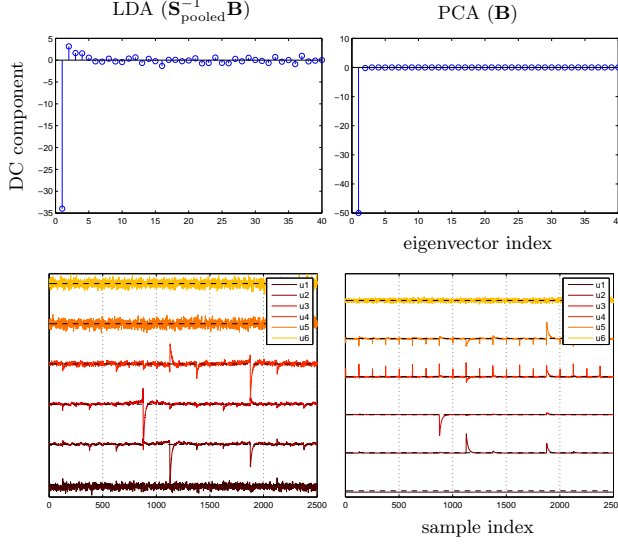 LDA (S⁻¹pooled B)
PCA (B)
DC component
5
0
−5
−10
−15
−20
−25
−30
−35
0 5 10 15 20 25 30 35 40
10
0
−10
−20
−30
−40
−50
0 5 10 15 20 25 30 35 40
eigenvector index
u1
u2
u3
u4
u5
u6
0 500 1000 1500 2000 2500
u1
u2
u3
u4
u5
u6
0 500 1000 1500 2000
sample index